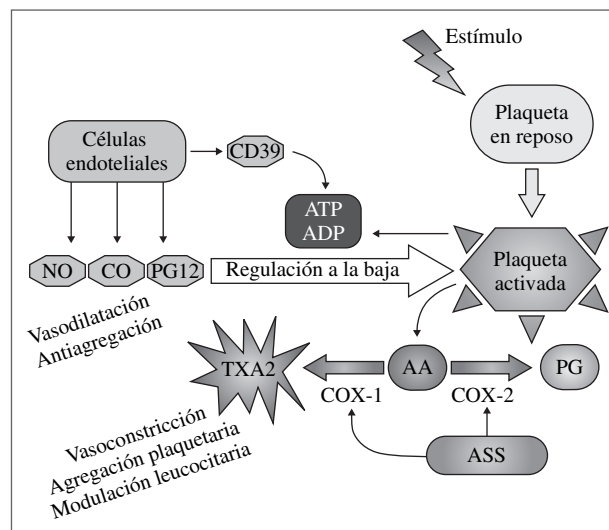 Estímulo
Plaqueta
en reposo
Células
endoteliales
CD39
ATP
ADP
NO
CO
PG12
Regulación a la baja
Plaqueta
activada
Vasodilatación
Antiagregación
TXA2
AA
PG
COX-1
COX-2
Vasoconstricción
Agregación plaquetaria
Modulación leucocitaria
ASS